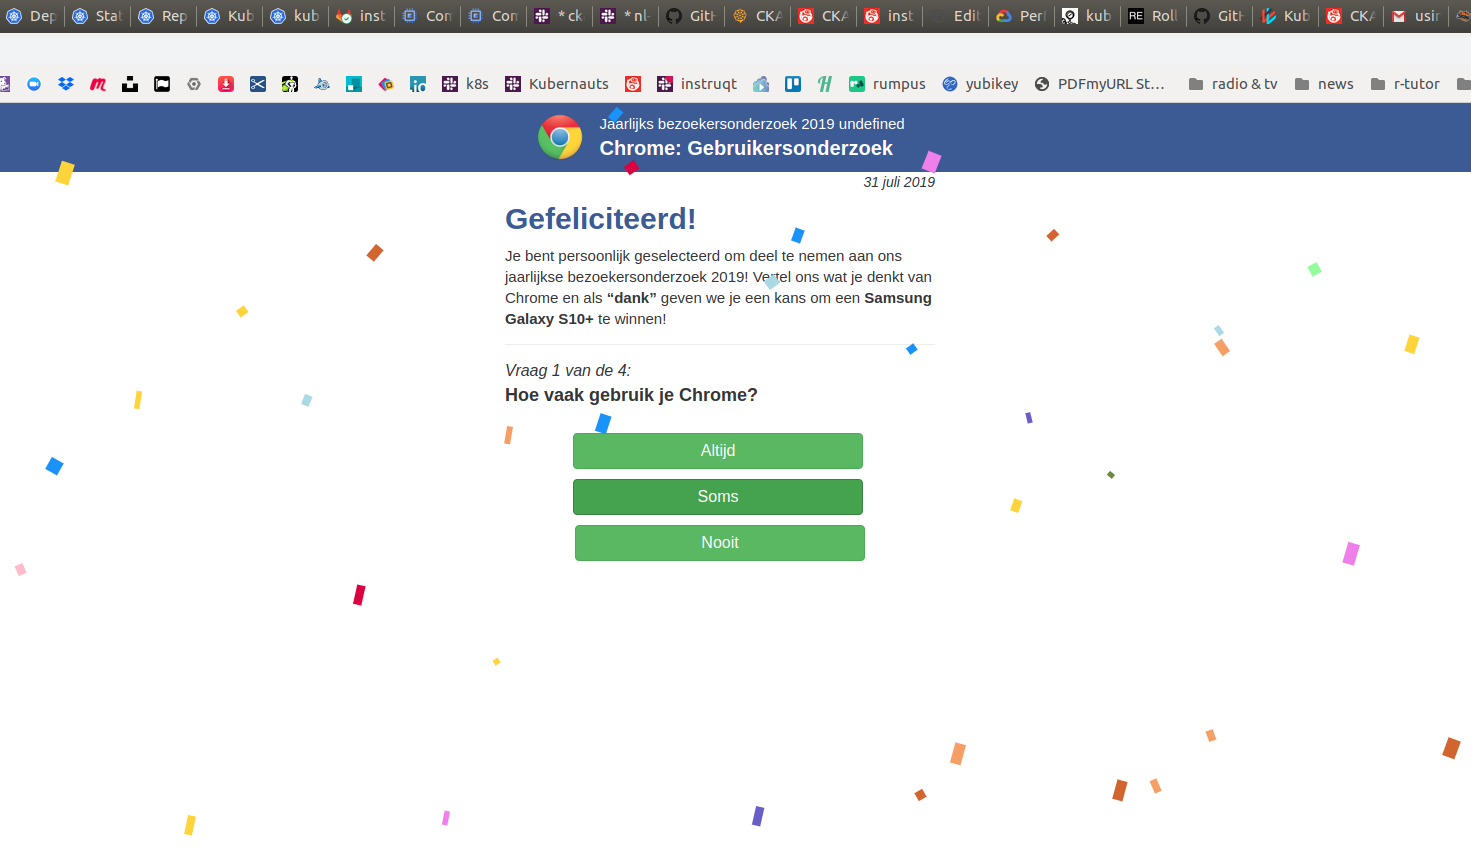 Dep Stat Rep Kub kub inst Con Con *ck *nl- GitH CKA CKA inst Edit Perf kub Roll GitH Kub CKA usin
k8s Kubernauts instruqt rumpus yubikey PDFmyURL St… radio & tv news r-tutor
Jaarlijks bezoekersonderzoek 2019 undefined
Chrome: Gebruikersonderzoek
31 juli 2019
Gefeliciteerd!
Je bent persoonlijk geselecteerd om deel te nemen aan ons
jaarlijkse bezoekersonderzoek 2019! Vertel ons wat je denkt van
Chrome en als “dank” geven we je een kans om een Samsung
Galaxy S10+ te winnen!
Vraag 1 van de 4:
Hoe vaak gebruik je Chrome?
Altijd
Soms
Nooit